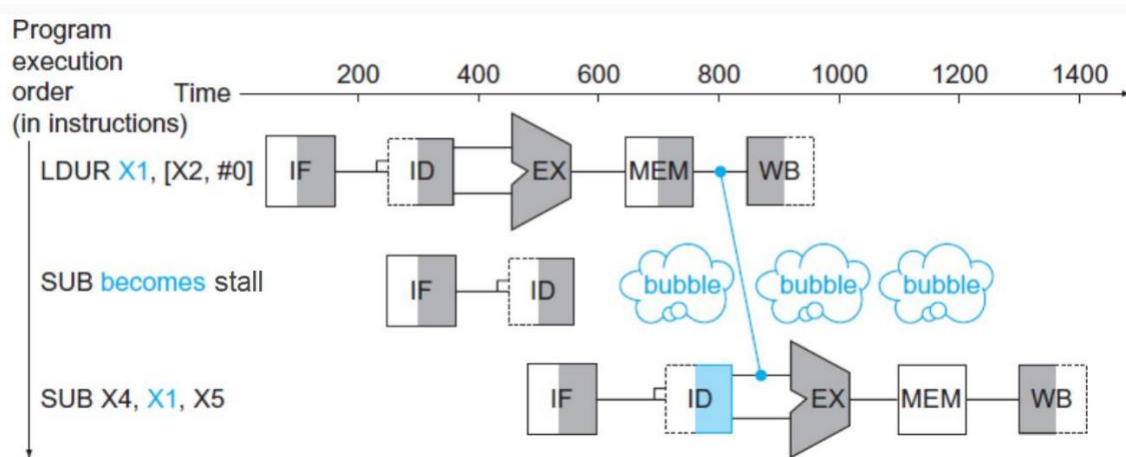 Program
execution
order
(in instructions)
Time
200 400 600 800 1000 1200 1400
LDUR X1, [X2, #0]
IF ID EX MEM WB
SUB becomes stall
IF ID bubble bubble bubble
SUB X4, X1, X5
IF ID EX MEM WB